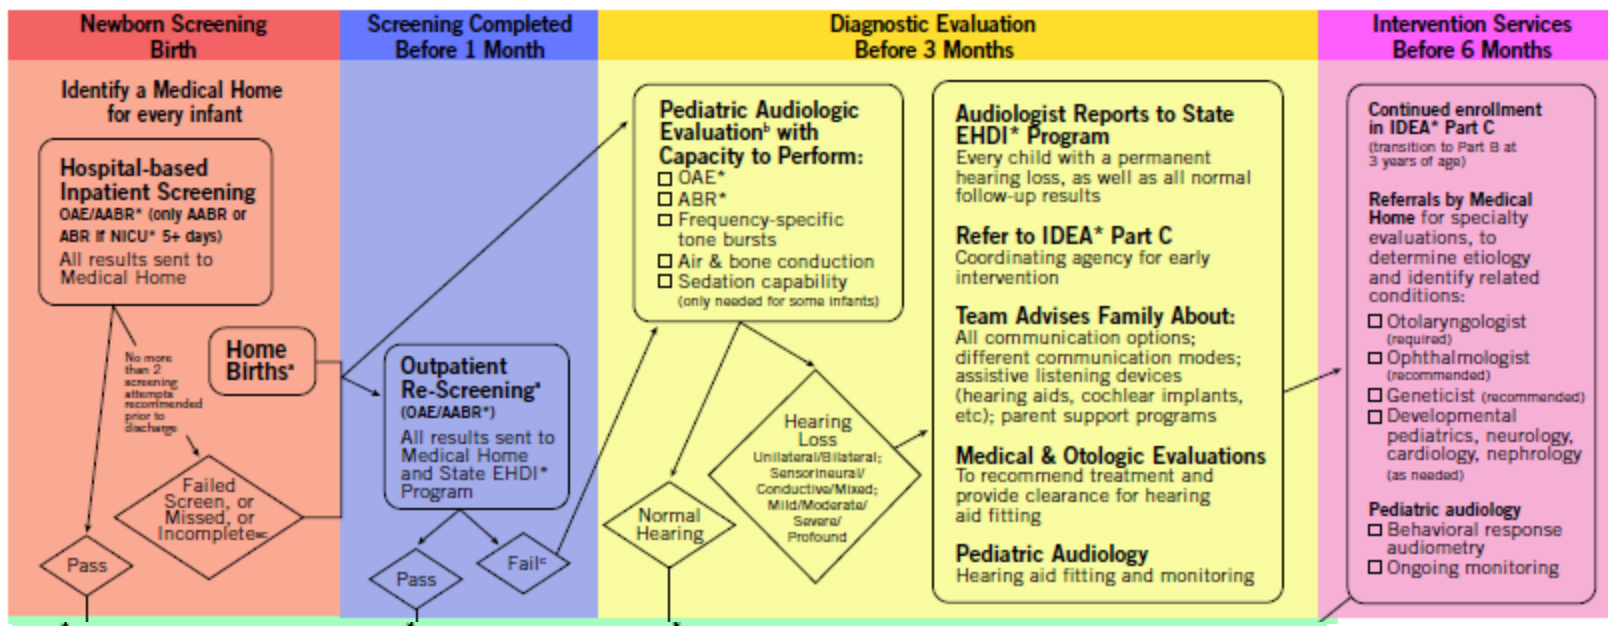 Newborn Screening
Birth
Identify a Medical Home
for every infant
Hospital-based
Inpatient Screening
OAE/AABR* (only AABR or
ABR if NICU* 5+ days)
All results sent to
Medical Home
No more
than 2
screening
attempts
recommended
prior to
discharge
Home
Birthsª
Failed
Screen, or
Missed, or
Incomplete
Pass
Screening Completed
Before 1 Month
Outpatient
Re-Screeningª
(OAE/AABR*)
All results sent to
Medical Home
and State EHDI*
Program
Pass
Failᶜ
Diagnostic Evaluation
Before 3 Months
Pediatric Audiologic
Evaluationᵇ with
Capacity to Perform:
OAE*
ABR*
Frequency-specific
tone bursts
Air & bone conduction
Sedation capability
(only needed for some infants)
Normal
Hearing
Hearing
Loss
Unilateral/Bilateral;
Sensorineural/
Conductive/Mixed;
Mild/Moderate/
Severe/
Profound
Audiologist Reports to State
EHDI* Program
Every child with a permanent
hearing loss, as well as all normal
follow-up results
Refer to IDEA* Part C
Coordinating agency for early
intervention
Team Advises Family About:
All communication options;
different communication modes;
assistive listening devices
(hearing aids, cochlear implants,
etc); parent support programs
Medical & Otologic Evaluations
To recommend treatment and
provide clearance for hearing
aid fitting
Pediatric Audiology
Hearing aid fitting and monitoring
Intervention Services
Before 6 Months
Continued enrollment
in IDEA* Part C
(transition to Part B at
3 years of age)
Referrals by Medical
Home for specialty
evaluations, to
determine etiology
and identify related
conditions:
Otolaryngologist
(required)
Ophthalmologist
(recommended)
Geneticist (recommended)
Developmental
pediatrics, neurology,
cardiology, nephrology
(as needed)
Pediatric audiology
Behavioral response
audiometry
Ongoing monitoring